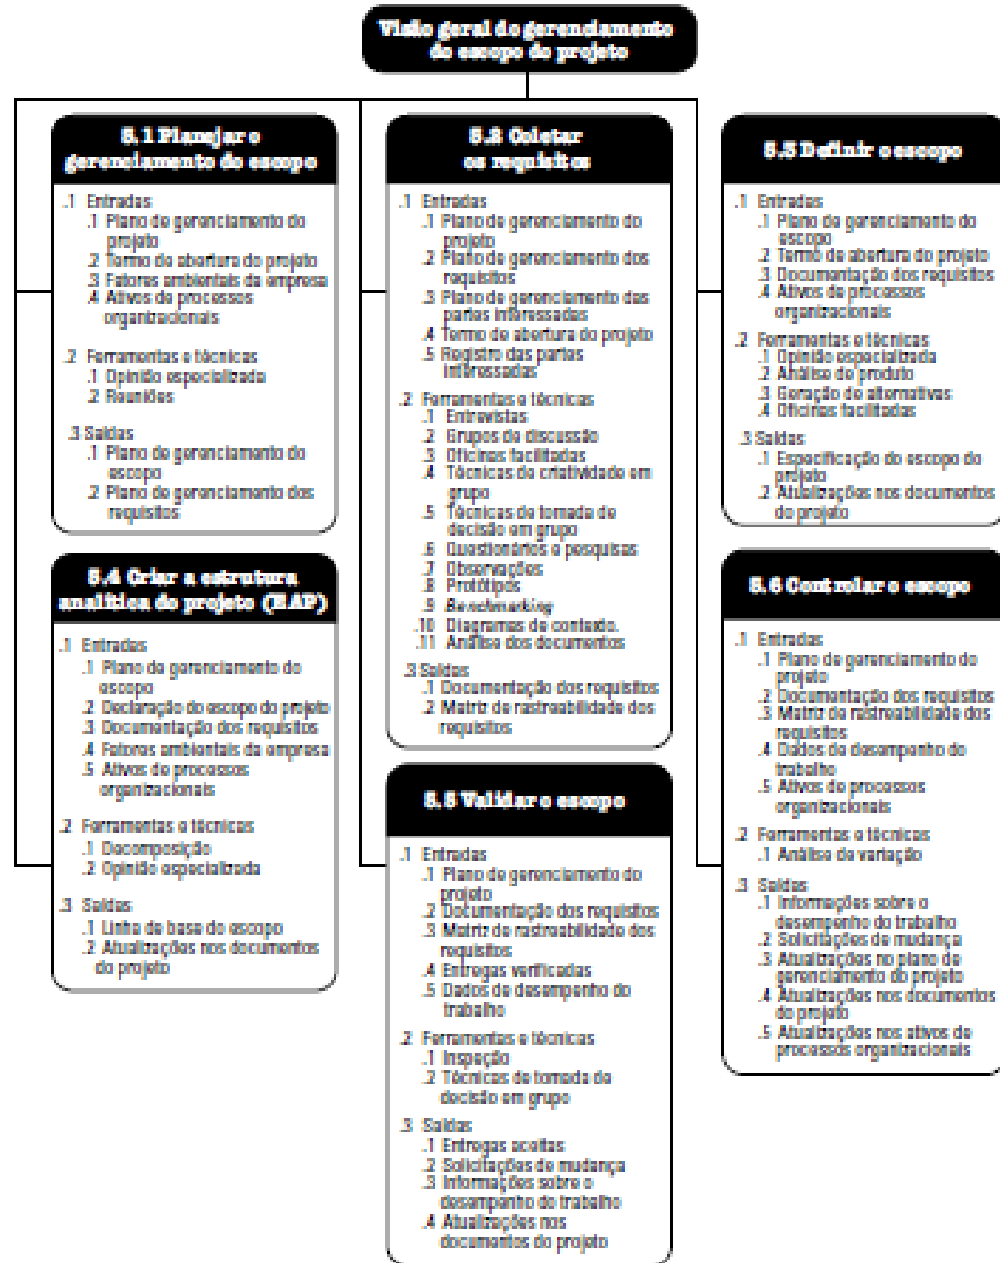 Visão geral do gerenciamento
do escopo do projeto
5.1 Planejar o
gerenciamento do escopo
.1 Entradas
.1 Plano de gerenciamento do
projeto
.2 Termo de abertura do projeto
.3 Fatores ambientais da empresa
.4 Ativos de processos
organizacionais
.2 Ferramentas e técnicas
.1 Opinião especializada
.2 Reuniões
.3 Saídas
.1 Plano de gerenciamento do
escopo
.2 Plano de gerenciamento dos
requisitos
5.2 Coletar
os requisitos
.1 Entradas
.1 Plano de gerenciamento do
projeto
.2 Plano de gerenciamento dos
requisitos
.3 Plano de gerenciamento das
partes interessadas
.4 Termo de abertura do projeto
.5 Registro das partes
interessadas
.2 Ferramentas e técnicas
.1 Entrevistas
.2 Grupos de discussão
.3 Oficinas facilitadas
.4 Técnicas de criatividade em
grupo
.5 Técnicas de tomada de
decisão em grupo
.6 Questionários e pesquisas
.7 Observações
.8 Protótipos
.9 Benchmarking
.10 Diagramas de contexto.
.11 Análise dos documentos
.3 Saídas
.1 Documentação dos requisitos
.2 Matriz de rastreabilidade dos
requisitos
5.3 Definir o escopo
.1 Entradas
.1 Plano de gerenciamento do
escopo
.2 Termo de abertura do projeto
.3 Documentação dos requisitos
.4 Ativos de processos
organizacionais
.2 Ferramentas e técnicas
.1 Opinião especializada
.2 Análise de produto
.3 Geração de alternativas
.4 Oficinas facilitadas
.3 Saídas
.1 Especificação do escopo do
projeto
.2 Atualizações nos documentos
do projeto
5.4 Criar a estrutura
analítica do projeto (EAP)
.1 Entradas
.1 Plano de gerenciamento do
escopo
.2 Declaração do escopo do projeto
.3 Documentação dos requisitos
.4 Fatores ambientais da empresa
.5 Ativos de processos
organizacionais
.2 Ferramentas e técnicas
.1 Decomposição
.2 Opinião especializada
.3 Saídas
.1 Linha de base do escopo
.2 Atualizações nos documentos
do projeto
5.5 Validar o escopo
.1 Entradas
.1 Plano de gerenciamento do
projeto
.2 Documentação dos requisitos
.3 Matriz de rastreabilidade dos
requisitos
.4 Entregas verificadas
.5 Dados de desempenho do
trabalho
.2 Ferramentas e técnicas
.1 Inspeção
.2 Técnicas de tomada de
decisão em grupo
.3 Saídas
.1 Entregas aceitas
.2 Solicitações de mudança
.3 Informações sobre o
desempenho do trabalho
.4 Atualizações nos
documentos do projeto
5.6 Controlar o escopo
.1 Entradas
.1 Plano de gerenciamento do
projeto
.2 Documentação dos requisitos
.3 Matriz de rastreabilidade dos
requisitos
.4 Dados de desempenho do
trabalho
.5 Ativos de processos
organizacionais
.2 Ferramentas e técnicas
.1 Análise de variação
.3 Saídas
.1 Informações sobre o
desempenho do trabalho
.2 Solicitações de mudança
.3 Atualizações no plano de
gerenciamento do projeto
.4 Atualizações nos documentos
do projeto
.5 Atualizações nos ativos de
processos organizacionais